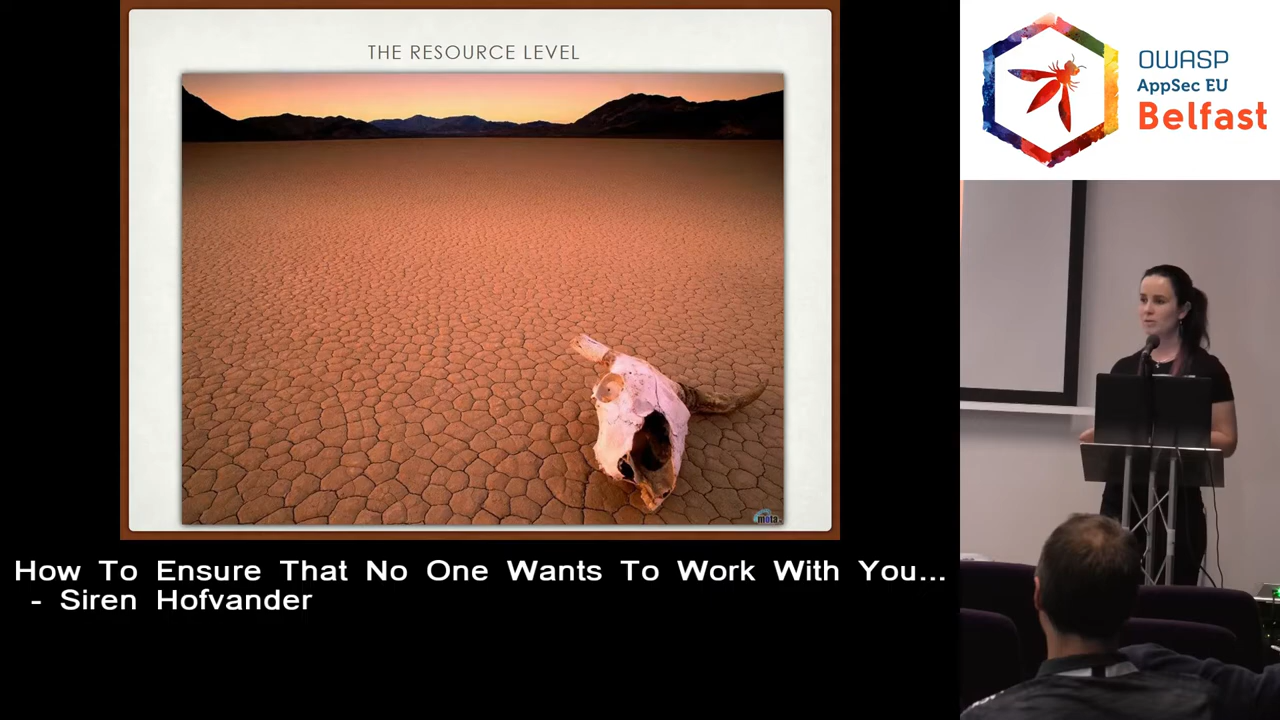 THE RESOURCE LEVEL
mota
OWASP
AppSec EU
Belfast
How To Ensure That No One Wants To Work With You...
- Siren Hofvander